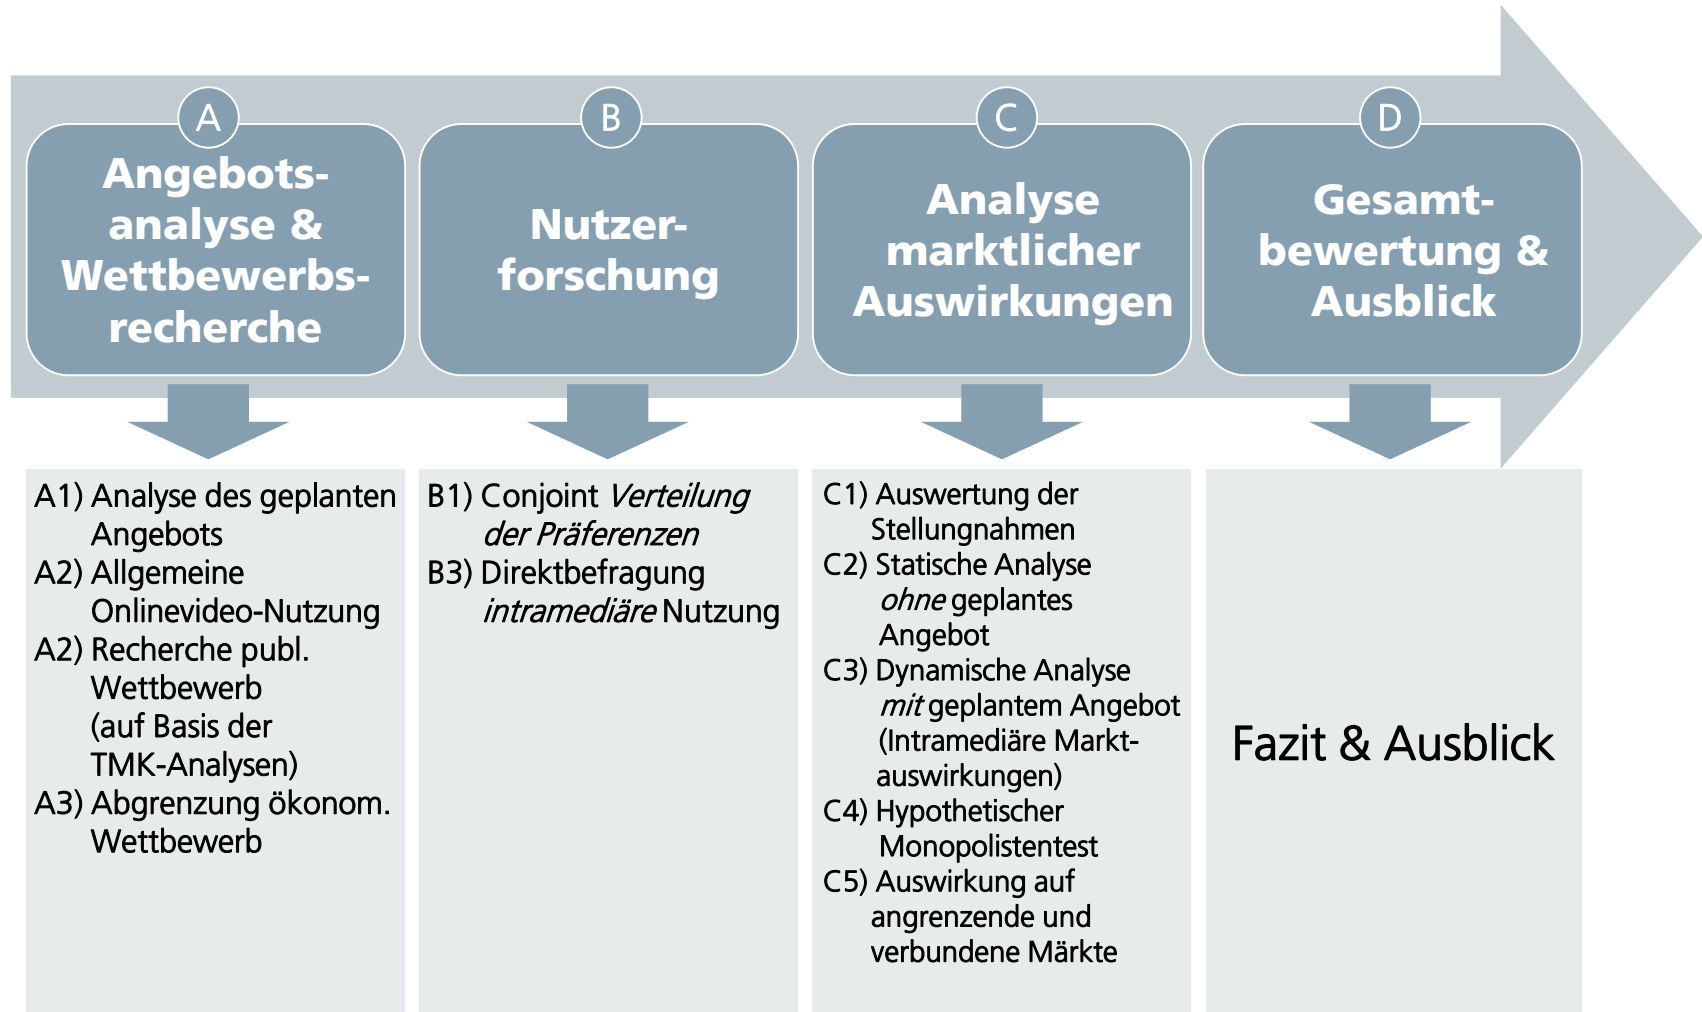 A
Angebots-
analyse &
Wettbewerbs-
recherche
B
Nutzer-
forschung
C
Analyse
marktlicher
Auswirkungen
D
Gesamt-
bewertung &
Ausblick
A1) Analyse des geplanten
Angebots
A2) Allgemeine
Onlinevideo-Nutzung
A2) Recherche publ.
Wettbewerb
(auf Basis der
TMK-Analysen)
A3) Abgrenzung ökonom.
Wettbewerb
B1) Conjoint Verteilung
der Präferenzen
B3) Direktbefragung
intramediäre Nutzung
C1) Auswertung der
Stellungnahmen
C2) Statische Analyse
ohne geplantes
Angebot
C3) Dynamische Analyse
mit geplantem Angebot
(Intramediäre Markt-
auswirkungen)
C4) Hypothetischer
Monopolistentest
C5) Auswirkung auf
angrenzende und
verbundene Märkte
Fazit & Ausblick